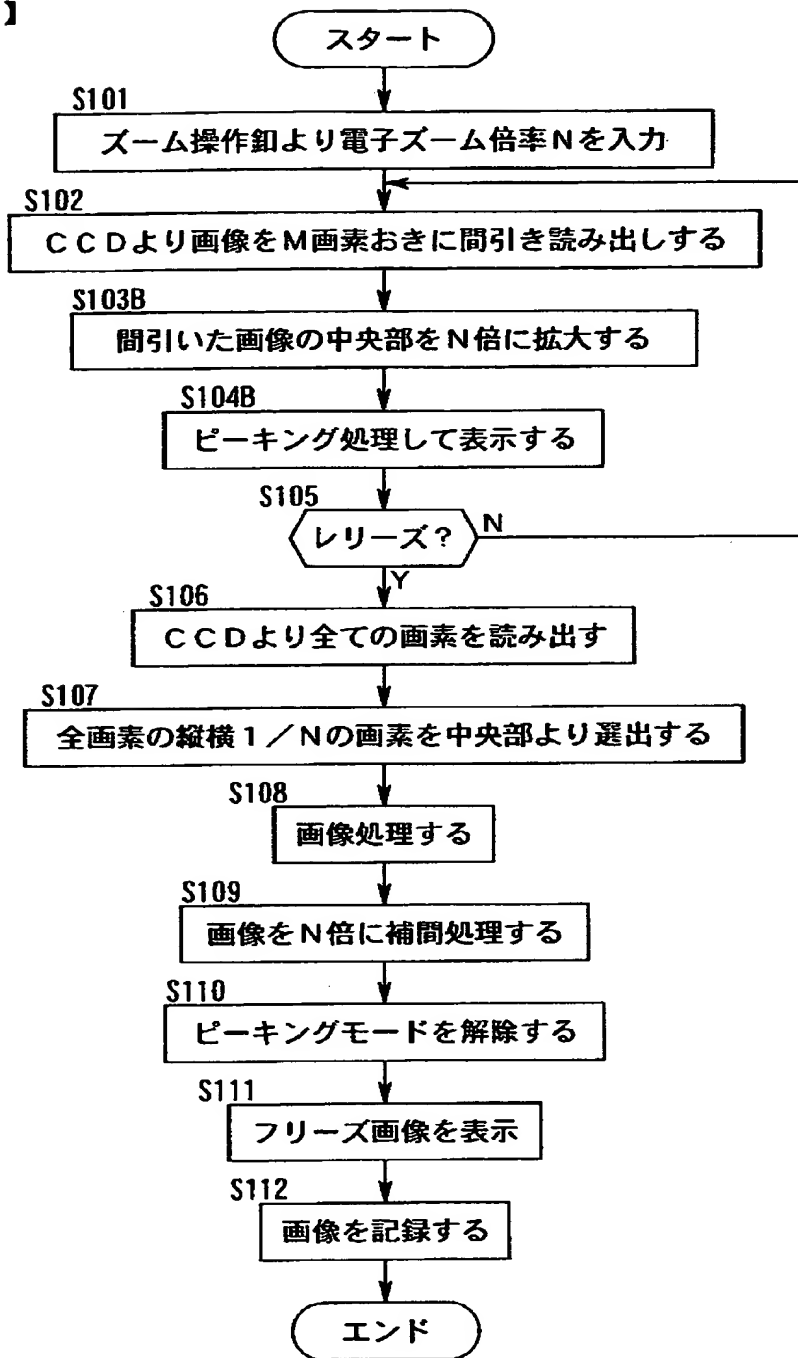 】
スタート
S101
ズーム操作釦より電子ズーム倍率Nを入力
S102
CCDより画像をM画素おきに間引き読み出しする
S103B
間引いた画像の中央部をN倍に拡大する
S104B
ピーキング処理して表示する
S105
レリーズ?
N
Y
S106
CCDより全ての画素を読み出す
S107
全画素の縦横1/Nの画素を中央部より選出する
S108
画像処理する
S109
画像をN倍に補間処理する
S110
ピーキングモードを解除する
S111
フリーズ画像を表示
S112
画像を記録する
エンド